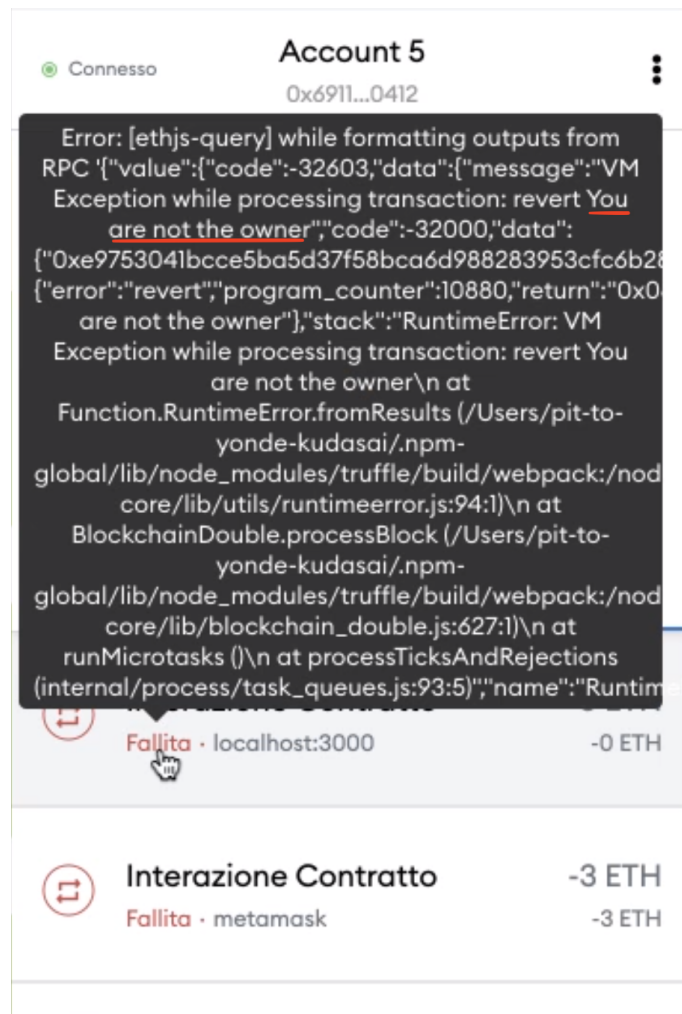 Connesso
Account 5
0x6911...0412
Error: [ethjs-query] while formatting outputs from
RPC '{"value":{"code":-32603,"data":{"message":"VM
Exception while processing transaction: revert You
are not the owner","code":-32000,"data":
{"0xe9753041bcce5ba5d37f58bca6d988283953cfc6b28
{"error":"revert","program_counter":10880,"return":"0x0
are not the owner"},"stack":"RuntimeError: VM
Exception while processing transaction: revert You
are not the owner\n at
Function.RuntimeError.fromResults (/Users/pit-to-
yonde-kudasai/.npm-
global/lib/node_modules/truffle/build/webpack:/nod
core/lib/utils/runtimeerror.js:94:1)\n at
BlockchainDouble.processBlock (/Users/pit-to-
yonde-kudasai/.npm-
global/lib/node_modules/truffle/build/webpack:/nod
core/lib/blockchain_double.js:627:1)\n at
runMicrotasks (<anonymous>)\n at processTicksAndRejections
(internal/process/task_queues.js:93:5)","name":"Runtime
Fallita · localhost:3000
-0 ETH
Interazione Contratto
-3 ETH
Fallita · metamask
-3 ETH